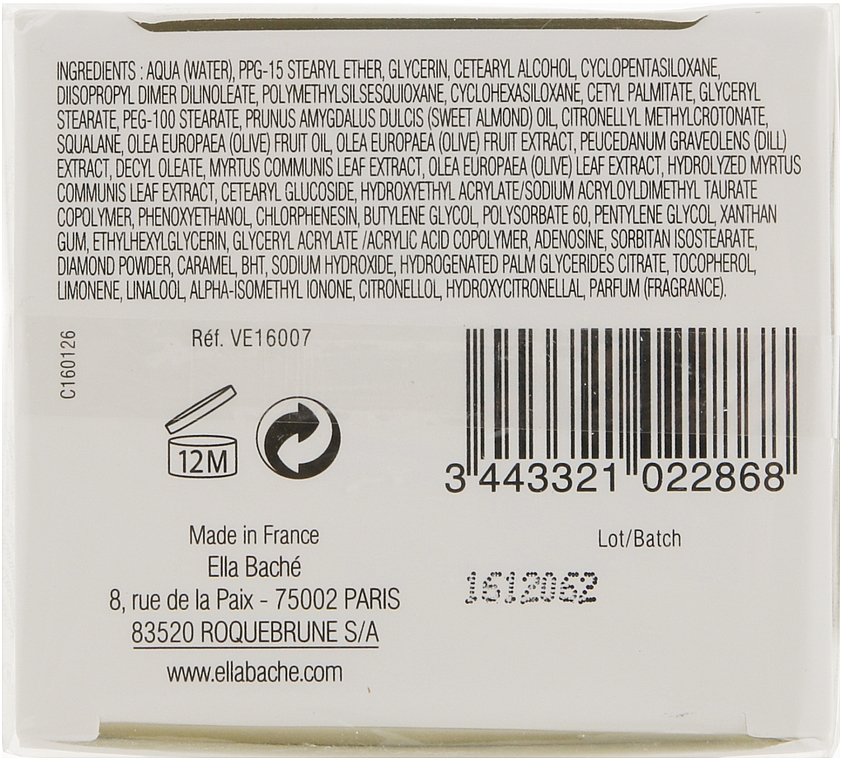 INGREDIENTS : AQUA (WATER), PPG-15 STEARYL ETHER, GLYCERIN, CETEARYL ALCOHOL, CYCLOPENTASILOXANE,
DIISOPROPYL DIMER DILINOLEATE, POLYMETHYLSILSESQUIOXANE, CYCLOHEXASILOXANE, CETYL PALMITATE, GLYCERYL
STEARATE, PEG-100 STEARATE, PRUNUS AMYGDALUS DULCIS (SWEET ALMOND) OIL, CITRONELLYL METHYLCROTONATE,
SQUALANE, OLEA EUROPAEA (OLIVE) FRUIT OIL, OLEA EUROPAEA (OLIVE) FRUIT EXTRACT, PEUCEDANUM GRAVEOLENS (DILL)
EXTRACT, DECYL OLEATE, MYRTUS COMMUNIS LEAF EXTRACT, OLEA EUROPAEA (OLIVE) LEAF EXTRACT, HYDROLYZED MYRTUS
COMMUNIS LEAF EXTRACT, CETEARYL GLUCOSIDE, HYDROXYETHYL ACRYLATE/SODIUM ACRYLOYLDIMETHYL TAURATE
COPOLYMER, PHENOXYETHANOL, CHLORPHENESIN, BUTYLENE GLYCOL, POLYSORBATE 60, PENTYLENE GLYCOL, XANTHAN
GUM, ETHYLHEXYLGLYCERIN, GLYCERYL ACRYLATE /ACRYLIC ACID COPOLYMER, ADENOSINE, SORBITAN ISOSTEARATE,
DIAMOND POWDER, CARAMEL, BHT, SODIUM HYDROXIDE, HYDROGENATED PALM GLYCERIDES CITRATE, TOCOPHEROL,
LIMONENE, LINALOOL, ALPHA-ISOMETHYL IONONE, CITRONELLOL, HYDROXYCITRONELLAL, PARFUM (FRAGRANCE).
C160126
Réf. VE16007
12M
3 443321 022868
Made in France
Ella Baché
8, rue de la Paix - 75002 PARIS
83520 ROQUEBRUNE S/A
www.ellabache.com
Lot/Batch
1612062